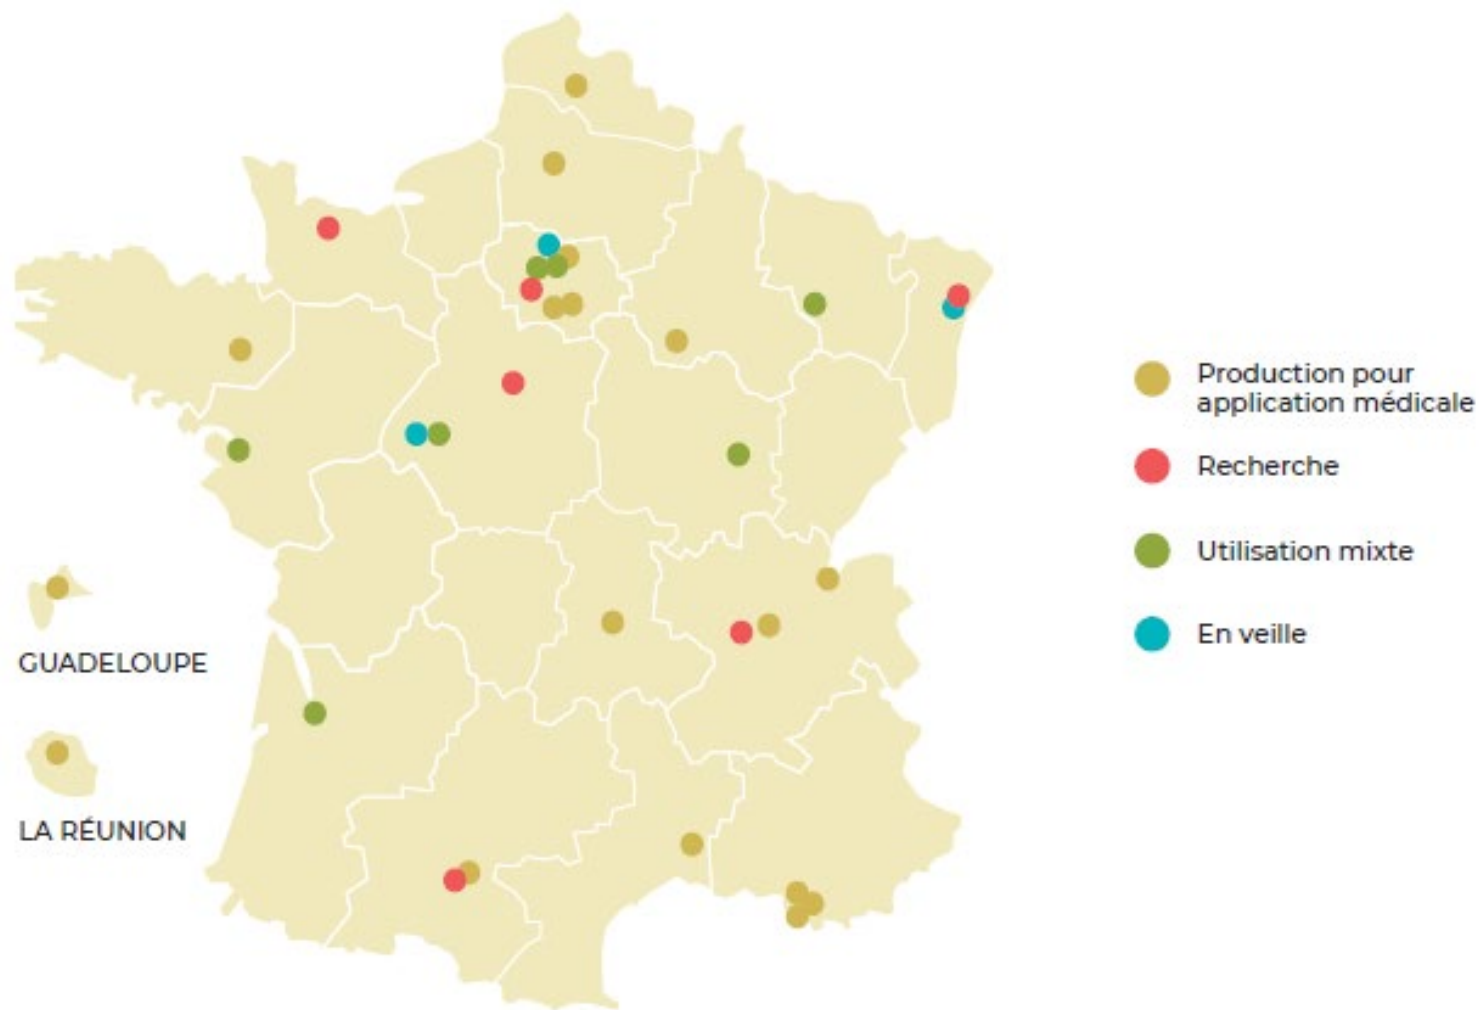 Production pour
application médicale
Recherche
Utilisation mixte
En veille
GUADELOUPE
LA RÉUNION